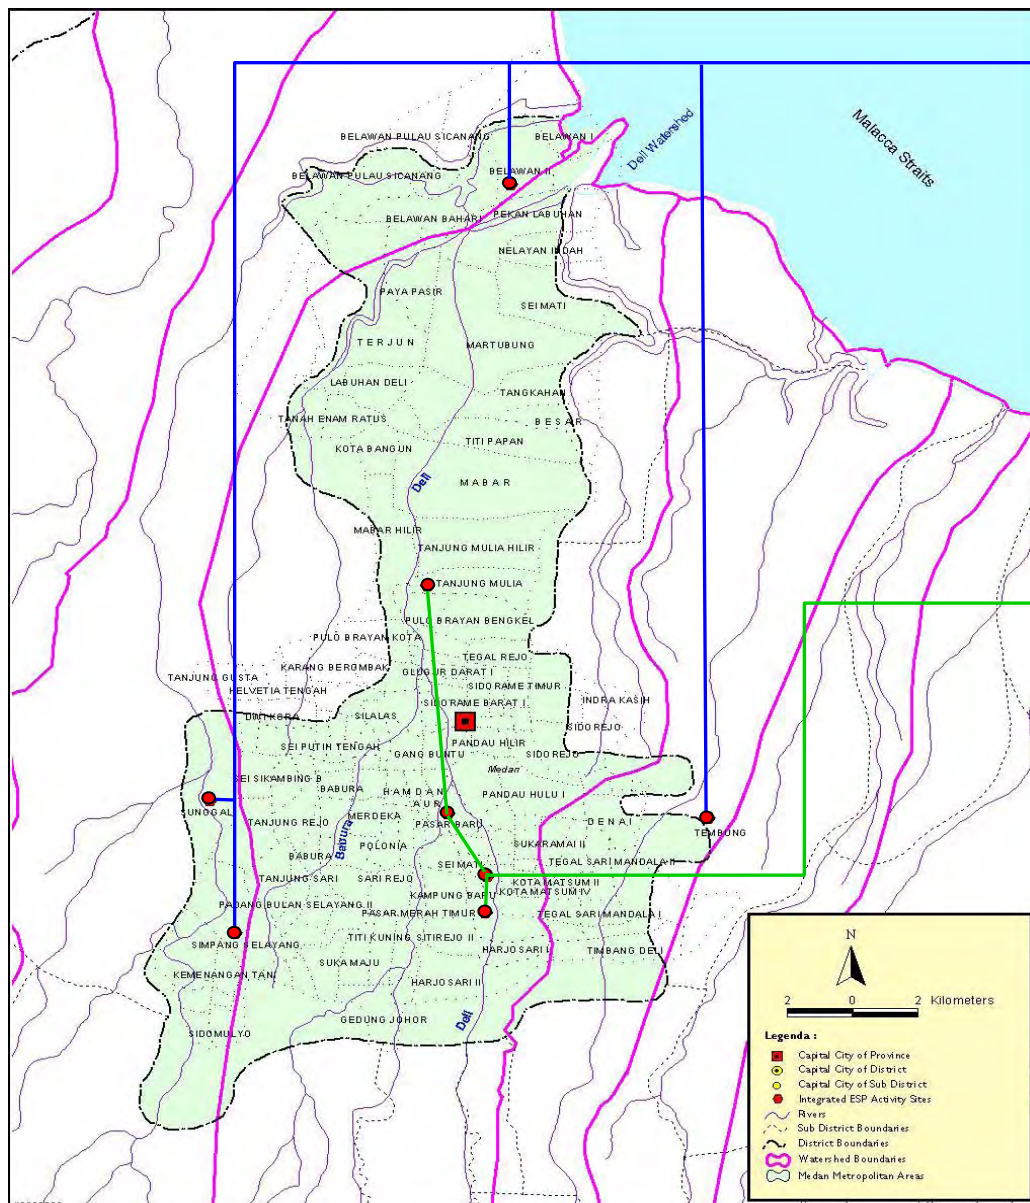 Malacca Straits
Deli Watershed
BELAWAN PULAU SICANANG
BELAWAN I
BELAWAN PULAU SICANANG
BELAWAN II
BELAWAN BAHARI
PEKAN LABUHAN
NELAYAN INDAH
PAYA PASIR
SEI MATI
TERJUN
MARTUBUNG
LABUHAN DELI
TANGKAHAN
TANAH ENAM RATUS
BESAR
KOTA BANGUN
TITI PAPAN
Deli
MABAR
MABAR HILIR
TANJUNG MULIA HILIR
TANJUNG MULIA
PULO BRAYAN BENGKEL
PULO BRAYAN KOTA
TEGAL REJO
KARANG BEROMBAK
GLUGUR DARAT I
TANJUNG GUSTA
SIDORAME TIMUR
HELVETIA TENGAH
SIDORAME BARAT I
INDRA KASIH
DWI KORA
SILALAS
SIDOREJO
SEI PUTIH TENGAH
GANG BUNTU
PANDAU HILIR
SIDOREJO
Medan
SEI SIKAMBING B
BABURA
HAMDAN
PANDAU HULU I
AUR
UNGGAL
TANJUNG REJO
MERDEKA
PASAR BARU
DENAI
TEMBUNG
Babura
POLONIA
SUKARAMAI II
BABURA
SEI MATI
TEGAL SARI MANDALA II
TANJUNG SARI
SARI REJO
KOTA MATSUM II
KAMPUNG BARU
KOTA MATSUM IV
PADANG BULAN SELAYANG II
PASAR MERAH TIMUR
TEGAL SARI MANDALA I
TITI KUNING SITIREJO II
SIMPANG SELAYANG
HARJOSARI I
TIMBANG DELI
SUKA MAJU
KEMENANGAN TANI
HARJOSARI II
GEDUNG JOHOR
Deli
SIDOMULYO
N
2 0 2 Kilometers
Legenda :
Capital City of Province
Capital City of District
Capital City of Sub District
Integrated ESP Activity Sites
Rivers
Sub District Boundaries
District Boundaries
Watershed Boundaries
Medan Metropolitan Areas